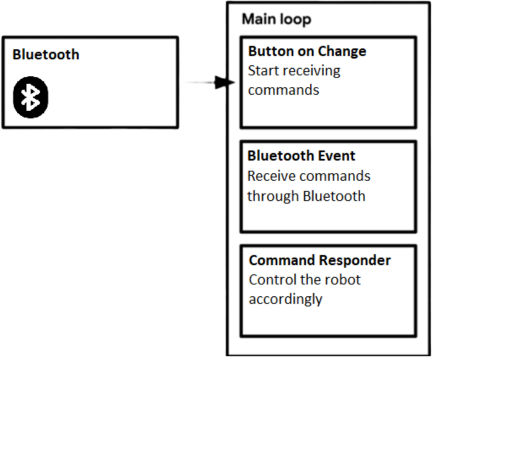 Main loop
Bluetooth
Button on Change
Start receiving
commands
Bluetooth Event
Receive commands
through Bluetooth
Command Responder
Control the robot
accordingly